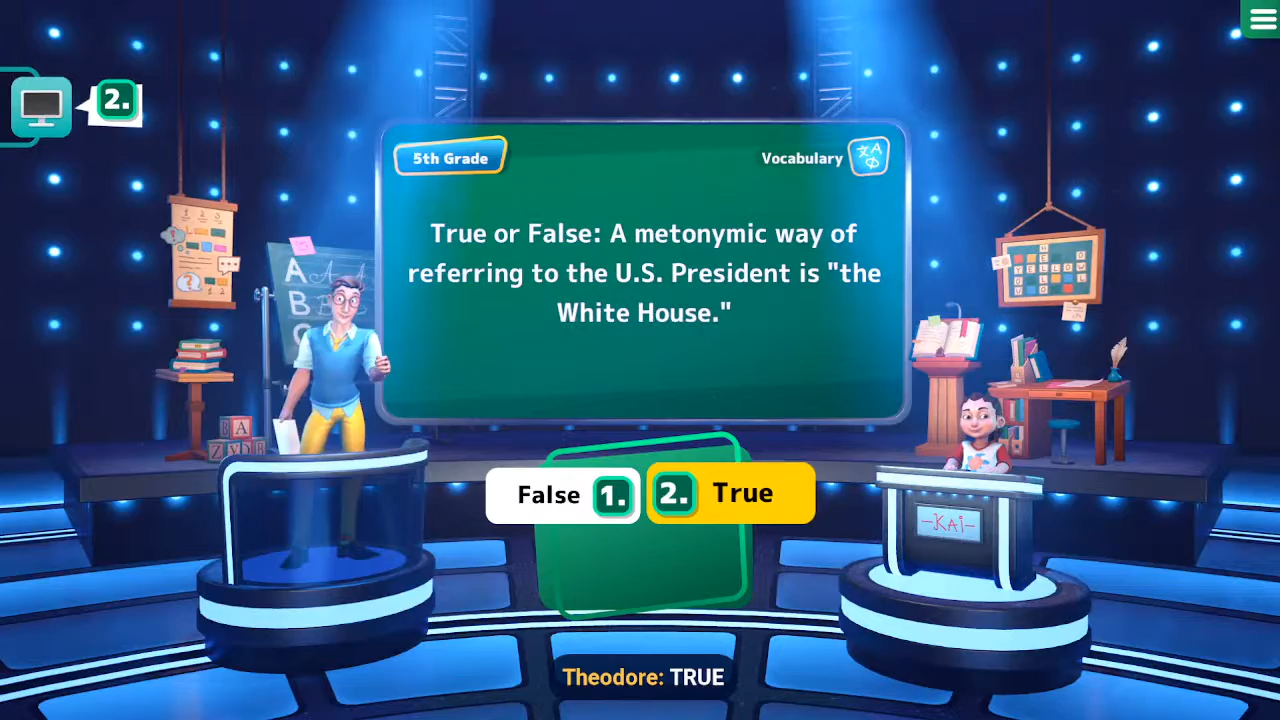 2.
5th Grade
Vocabulary
True or False: A metonymic way of
referring to the U.S. President is "the
White House."
A
B
False 1.
2. True
-KAi-
Theodore: TRUE